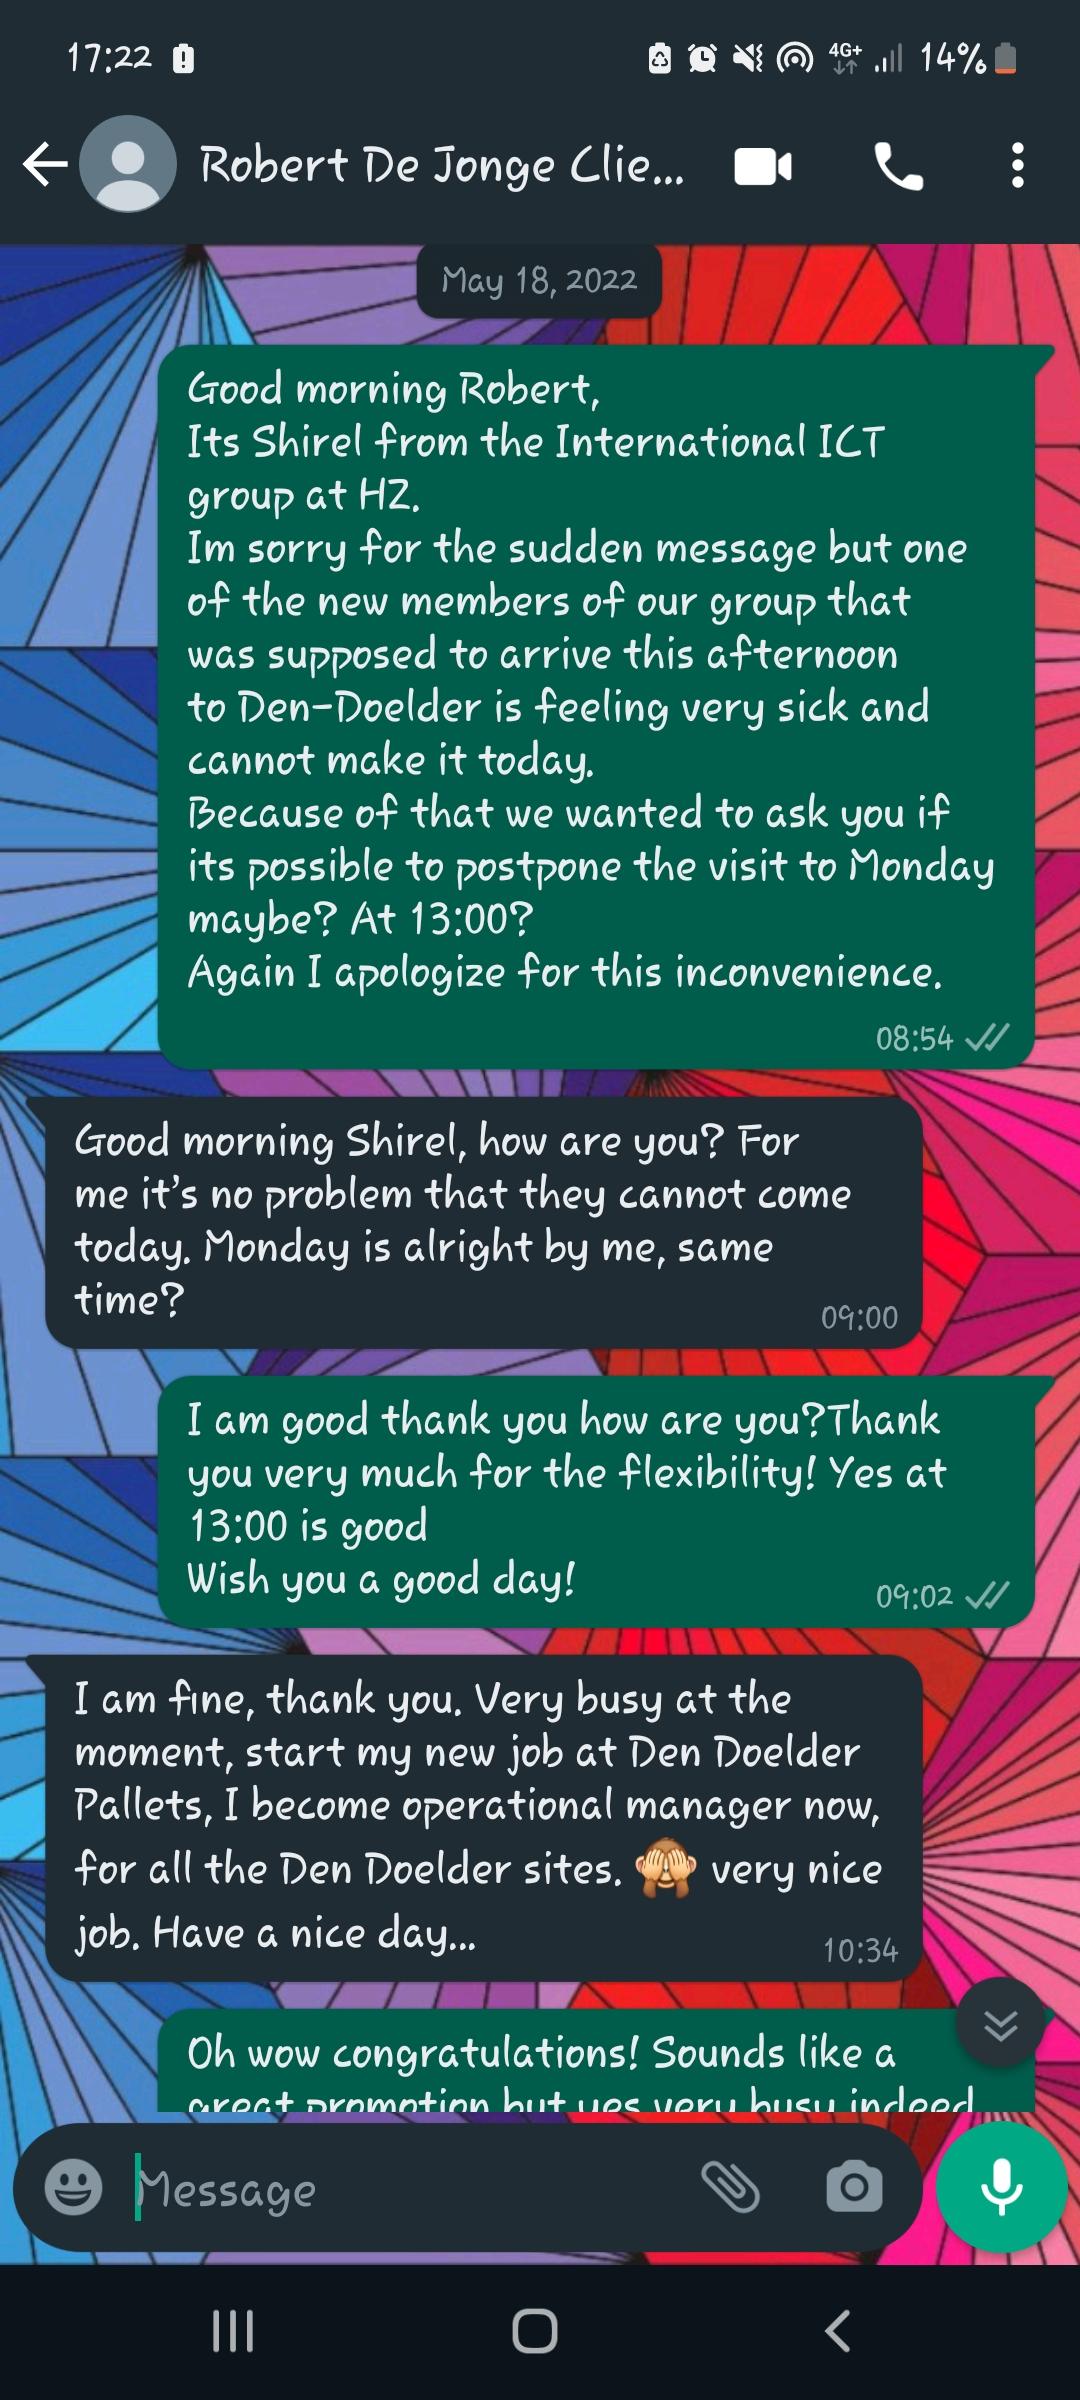 17:22
4G+ 14%
Robert De Jonge Clie...
May 18, 2022
Good morning Robert,
Its Shirel from the International ICT
group at HZ.
Im sorry for the sudden message but one
of the new members of our group that
was supposed to arrive this afternoon
to Den-Doelder is feeling very sick and
cannot make it today.
Because of that we wanted to ask you if
its possible to postpone the visit to Monday
maybe? At 13:00?
Again I apologize for this inconvenience.
08:54
Good morning Shirel, how are you? For
me it's no problem that they cannot come
today. Monday is alright by me, same
time?
09:00
I am good thank you how are you?Thank
you very much for the flexibility! Yes at
13:00 is good
Wish you a good day!
09:02
I am fine, thank you. Very busy at the
moment, start my new job at Den Doelder
Pallets, I become operational manager now,
for all the Den Doelder sites. 🙈 very nice
job. Have a nice day...
10:34
Oh wow congratulations! Sounds like a
great promotion but yes very busy indeed
Message